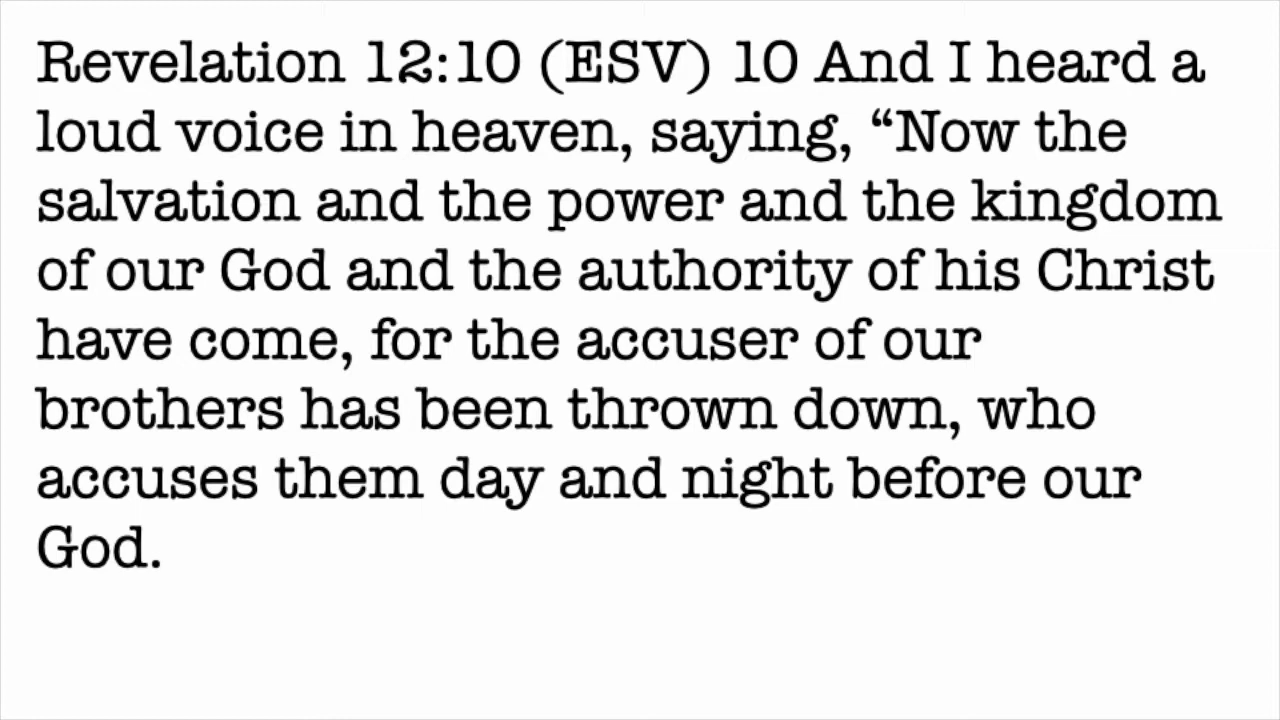 Revelation 12:10 (ESV) 10 And I heard a
loud voice in heaven, saying, “Now the
salvation and the power and the kingdom
of our God and the authority of his Christ
have come, for the accuser of our
brothers has been thrown down, who
accuses them day and night before our
God.